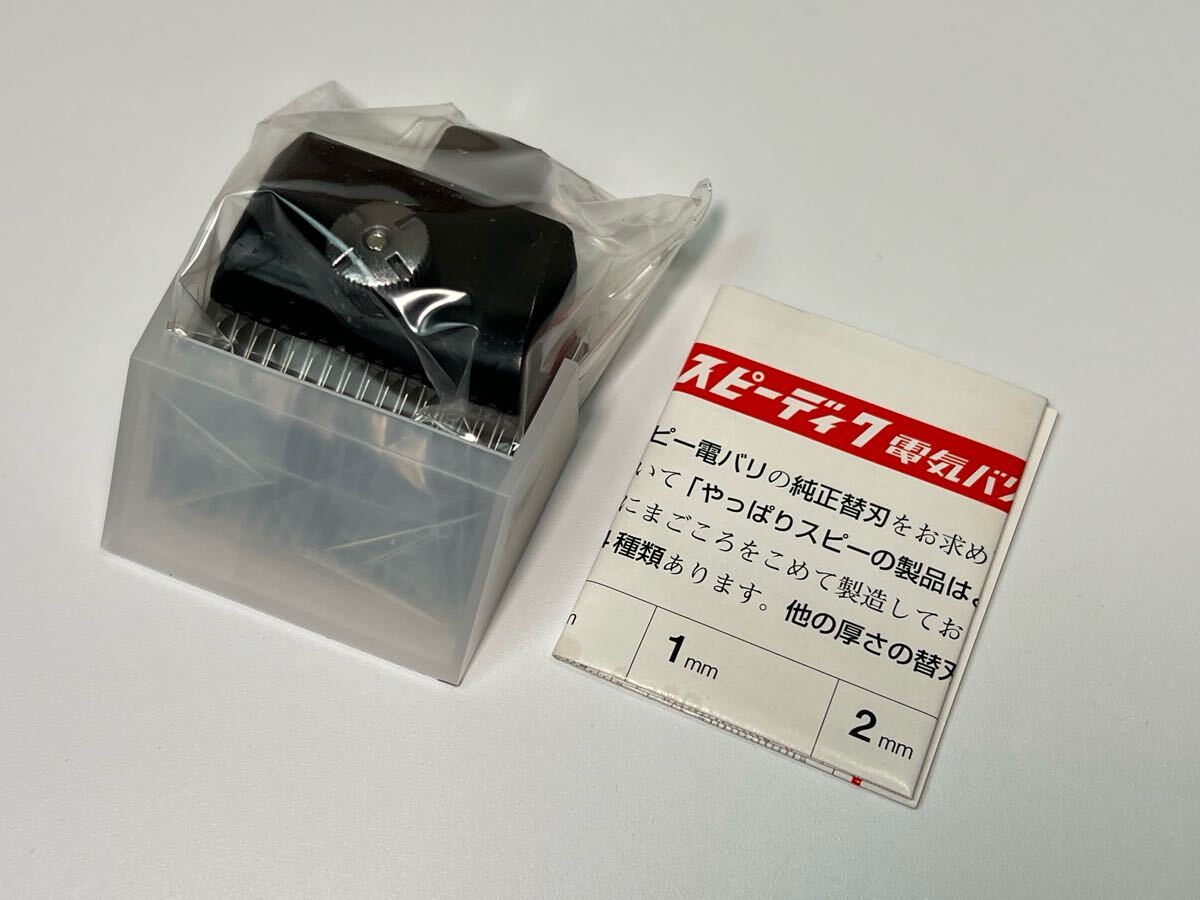 スピーディク電気バリ
ピー電バリの純正替刃をお求め
いて「やっぱりスピーの製品は。
にまごころをこめて製造してお
4種類あります。他の厚さの替刃
m
1mm
2mm